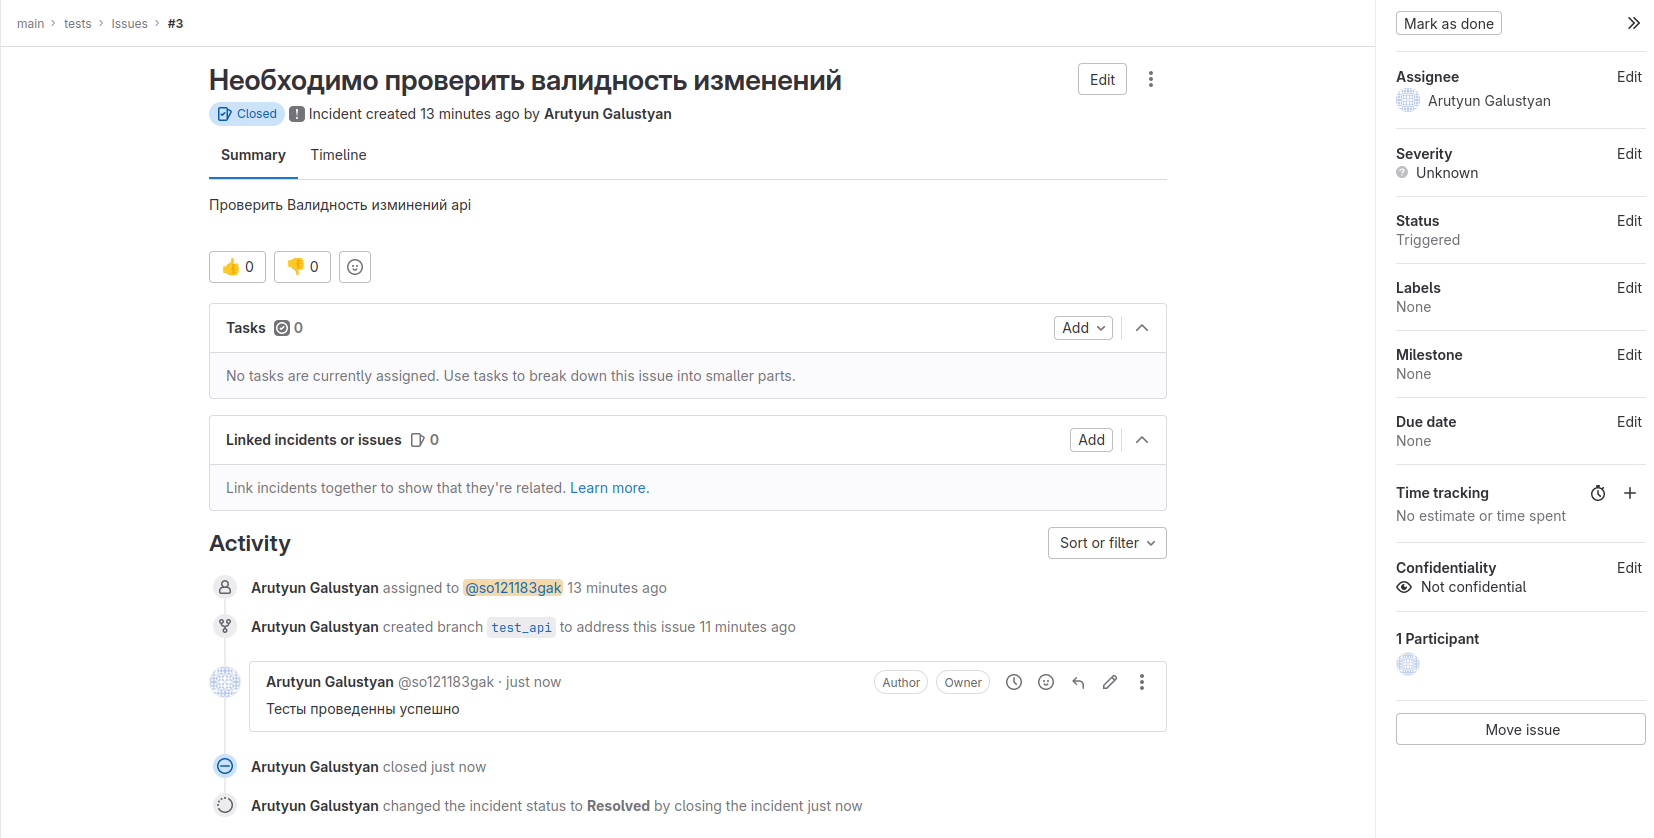 main › tests › Issues › #3
Необходимо проверить валидность изменений
Edit
Closed Incident created 13 minutes ago by Arutyun Galustyan
Summary Timeline
Проверить Валидность изминений api
👍 0 👎 0
Tasks 0 Add
No tasks are currently assigned. Use tasks to break down this issue into smaller parts.
Linked incidents or issues 0 Add
Link incidents together to show that they're related. Learn more.
Activity Sort or filter
Arutyun Galustyan assigned to @so121183gak 13 minutes ago
Arutyun Galustyan created branch test_api to address this issue 11 minutes ago
Arutyun Galustyan @so121183gak · just now Author Owner
Тесты проведенны успешно
Arutyun Galustyan closed just now
Arutyun Galustyan changed the incident status to Resolved by closing the incident just now
Mark as done
Assignee Edit
Arutyun Galustyan
Severity Edit
Unknown
Status Edit
Triggered
Labels Edit
None
Milestone Edit
None
Due date Edit
None
Time tracking
No estimate or time spent
Confidentiality Edit
Not confidential
1 Participant
Move issue